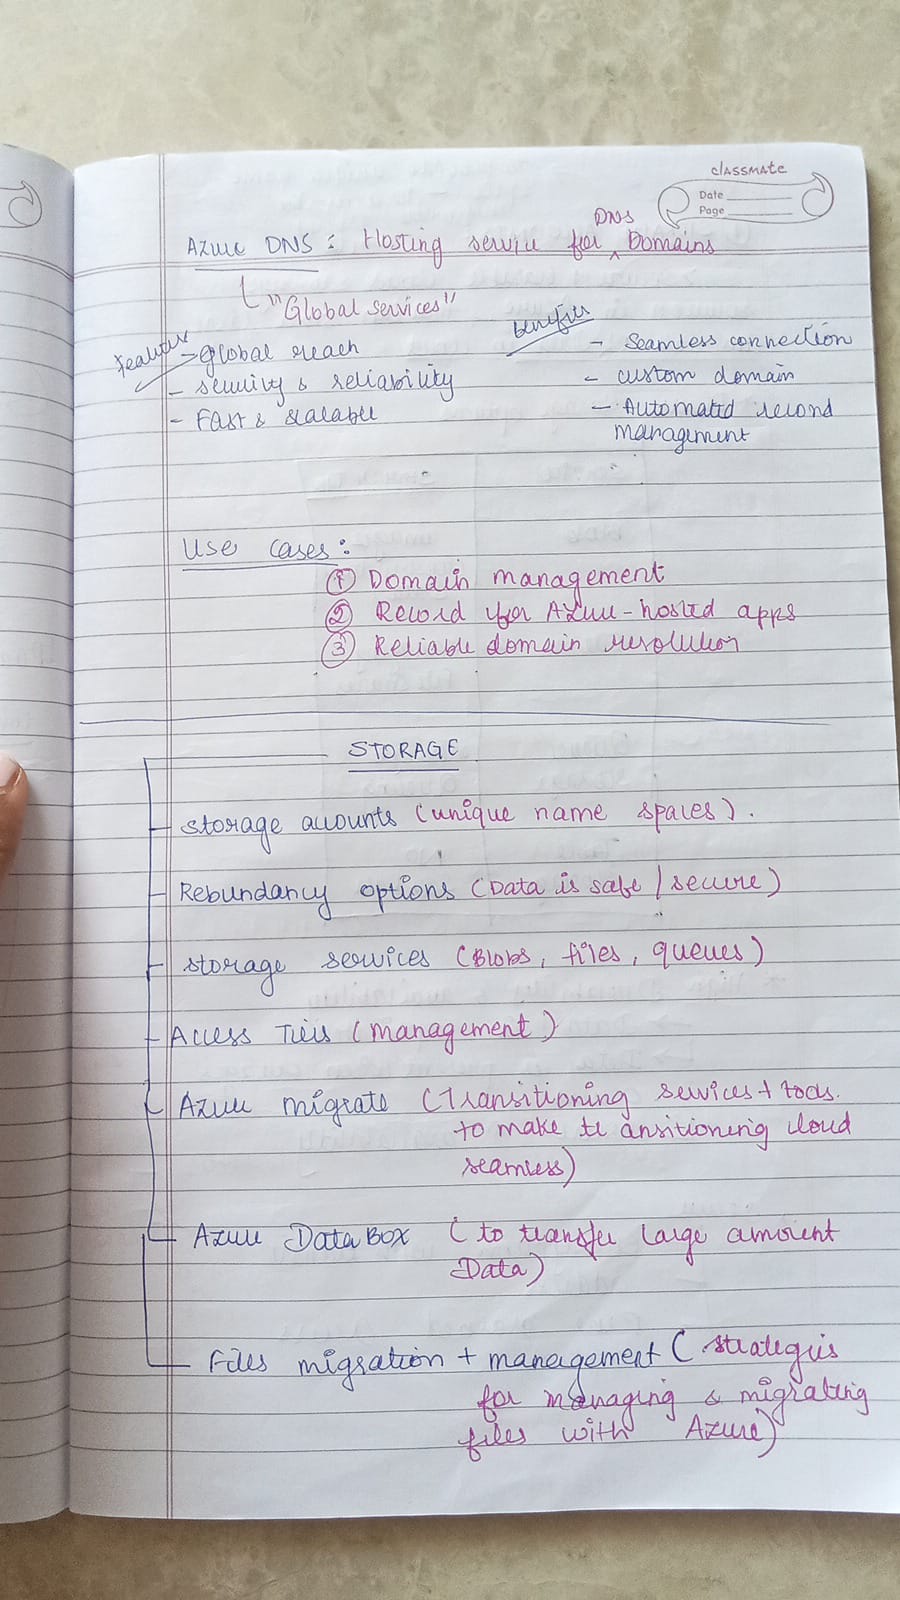 classmate
Date
Page
Azure DNS : Hosting service for DNS Domains
"Global services"
features
- global reach
- security & reliability
- Fast & scalable
benefits
- Seamless connection
- custom domain
- Automated record
management
Use cases:
① Domain management
② Record for Azure-hosted apps
③ Reliable domain resolution
STORAGE
Storage accounts (unique name spaces).
Rebundancy options (Data is safe / secure)
Storage services (Blobs, files, queues)
Access Tiers (management)
Azure migrate (Transitioning services + tools.
to make tr ansitionering cloud
seamless)
Azure Data Box (to transfer large amount
Data)
Files migration + management (strategies
for managing & migrating
files with Azure)